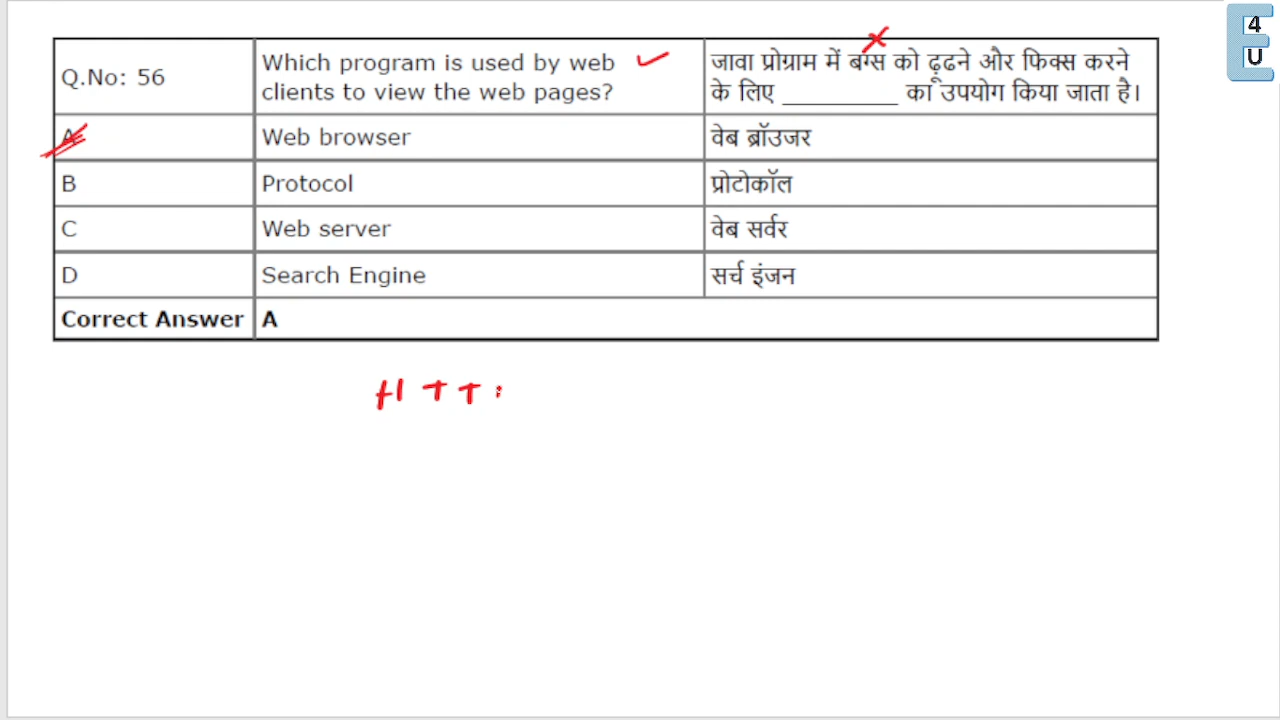 4
U
Q.No: 56
Which program is used by web
clients to view the web pages?
जावा प्रोग्राम में बग्स को ढ़ूढने और फिक्स करने
के लिए __________ का उपयोग किया जाता है।
A
Web browser
वेब ब्रॉउजर
B
Protocol
प्रोटोकॉल
C
Web server
वेब सर्वर
D
Search Engine
सर्च इंजन
Correct Answer
A
H T T